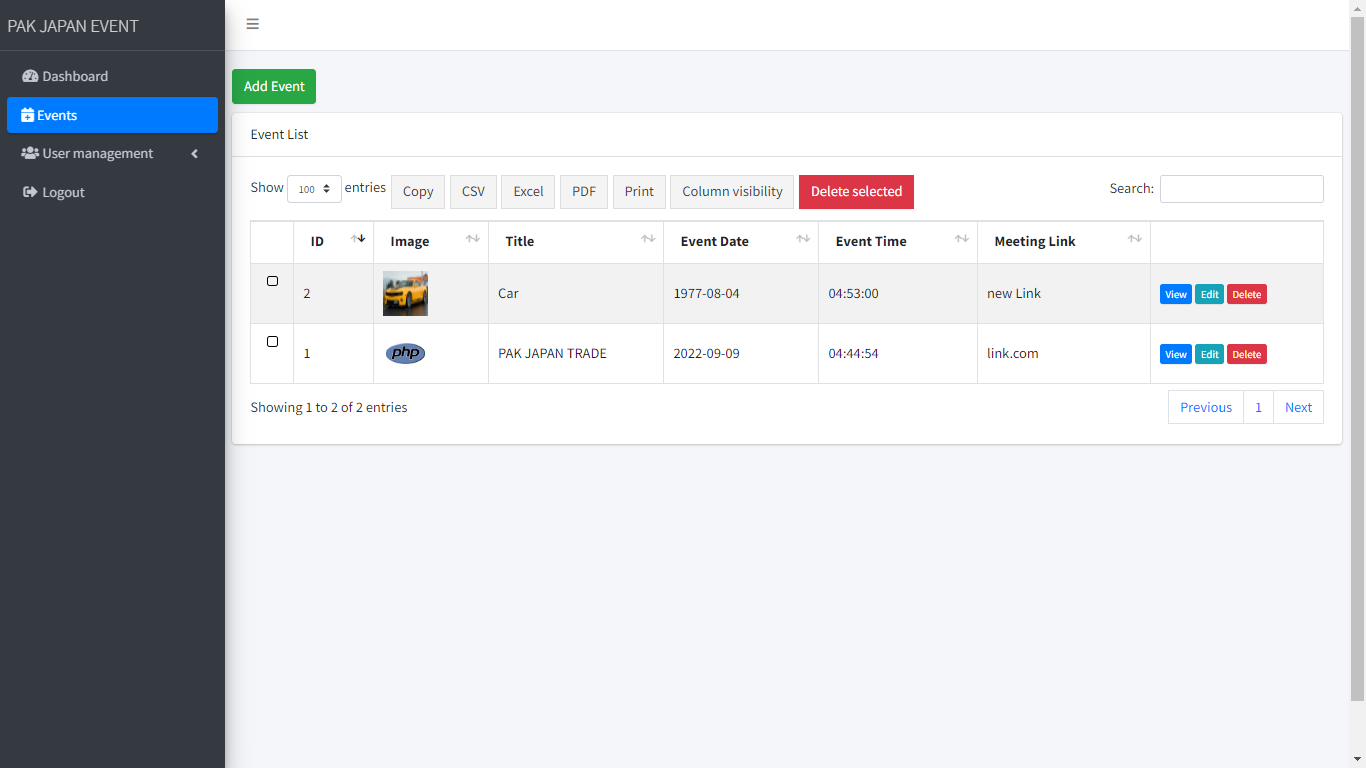 PAK JAPAN EVENT
Dashboard
Events
User management
Logout
Add Event
Event List
Show 100 entries Copy CSV Excel PDF Print Column visibility Delete selected Search:
ID Image Title Event Date Event Time Meeting Link
2 Car 1977-08-04 04:53:00 new Link View Edit Delete
1 php PAK JAPAN TRADE 2022-09-09 04:44:54 link.com View Edit Delete
Showing 1 to 2 of 2 entries Previous 1 Next